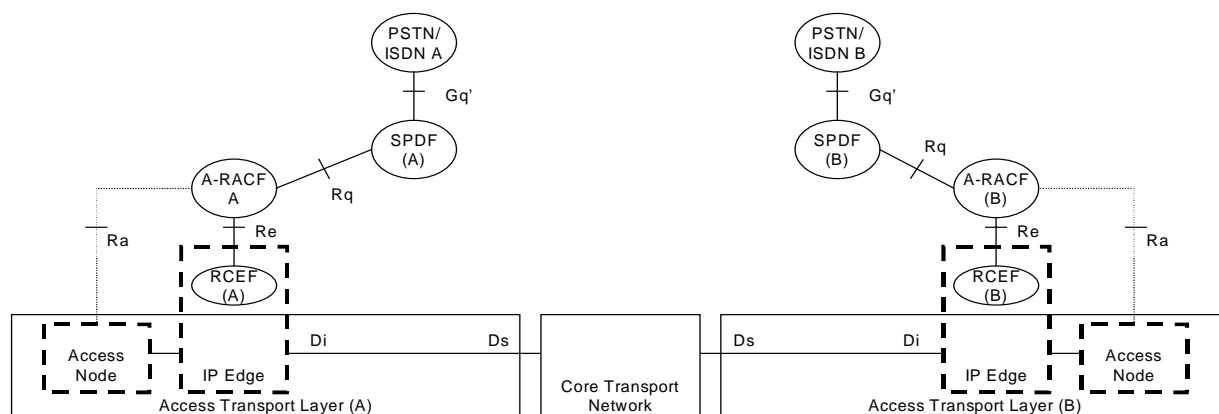 PSTN/
ISDN A
PSTN/
ISDN B
Gq'
Gq'
SPDF
(A)
SPDF
(B)
Rq
Rq
A-RACF
A
A-RACF
(B)
Ra
Re
Re
Ra
RCEF
(A)
RCEF
(B)
Access
Node
IP Edge
Di
Ds
Core Transport
Network
Ds
Di
IP Edge
Access
Node
Access Transport Layer (A)
Access Transport Layer (B)